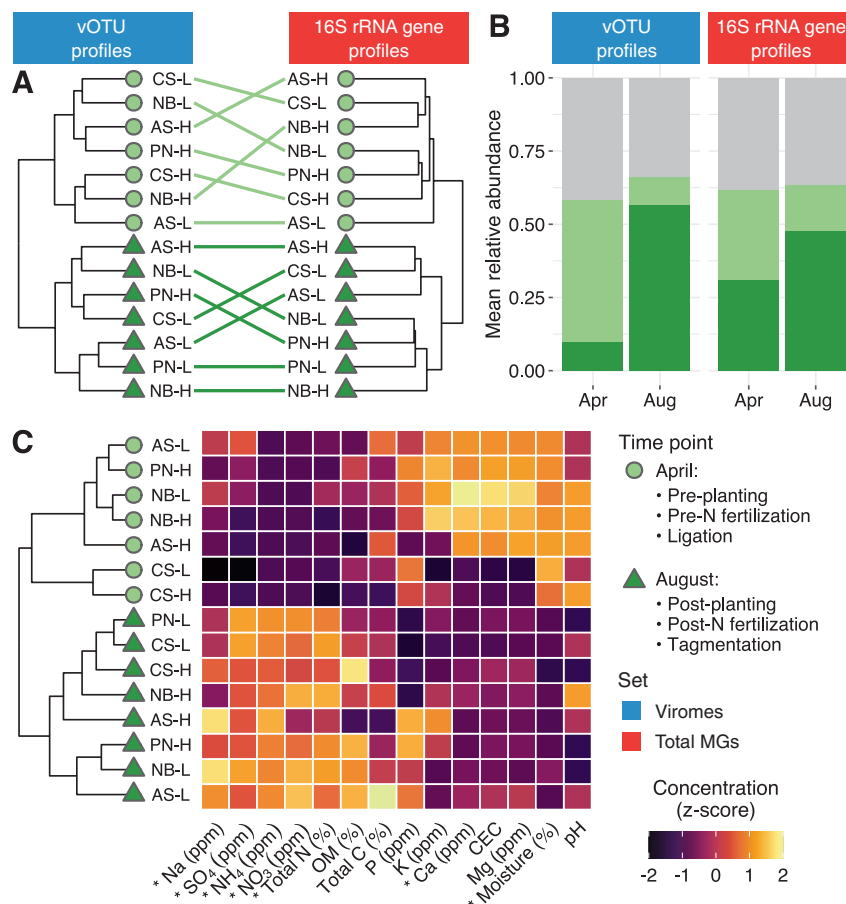 vOTU
profiles
16S rRNA gene
profiles
A
CS-L
NB-L
AS-H
PN-H
CS-H
NB-H
AS-L
AS-H
NB-L
PN-H
CS-L
AS-L
PN-L
NB-H
AS-H
CS-L
NB-H
NB-L
PN-H
CS-H
AS-L
AS-H
CS-L
AS-L
NB-L
PN-H
PN-L
NB-H
B
vOTU
profiles
16S rRNA gene
profiles
Mean relative abundance
1.00
0.75
0.50
0.25
0.00
Apr
Aug
Apr
Aug
C
AS-L
PN-H
NB-L
NB-H
AS-H
CS-L
CS-H
PN-L
CS-L
CS-H
NB-H
AS-H
PN-H
NB-L
AS-L
* Na (ppm)
* SO₄ (ppm)
* NH₄ (ppm)
* NO₃ (ppm)
* Total N (%)
OM (%)
Total C (%)
P (ppm)
K (ppm)
* Ca (ppm)
CEC
Mg (ppm)
* Moisture (%)
pH
Time point
April:
• Pre-planting
• Pre-N fertilization
• Ligation
August:
• Post-planting
• Post-N fertilization
• Tagmentation
Set
Viromes
Total MGs
Concentration
(z-score)
-2 -1 0 1 2